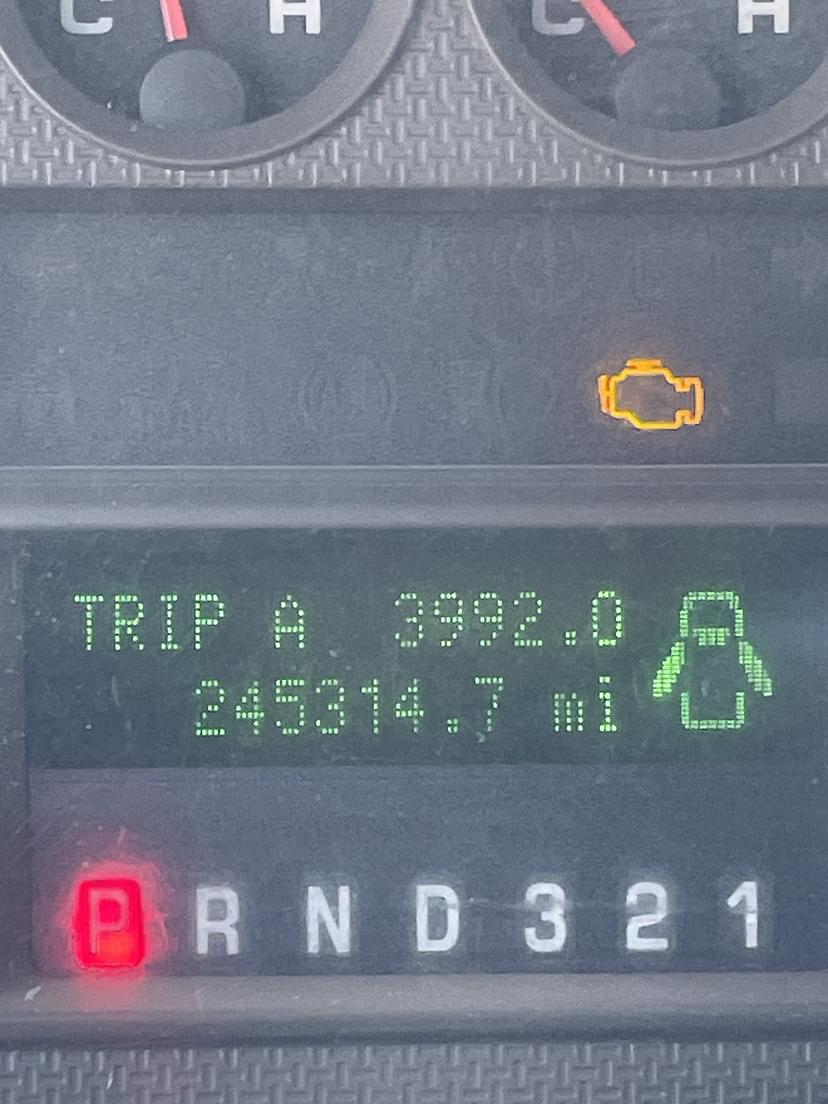 C H C H
TRIP A 3992.0
245314.7 mi
P R N D 3 2 1